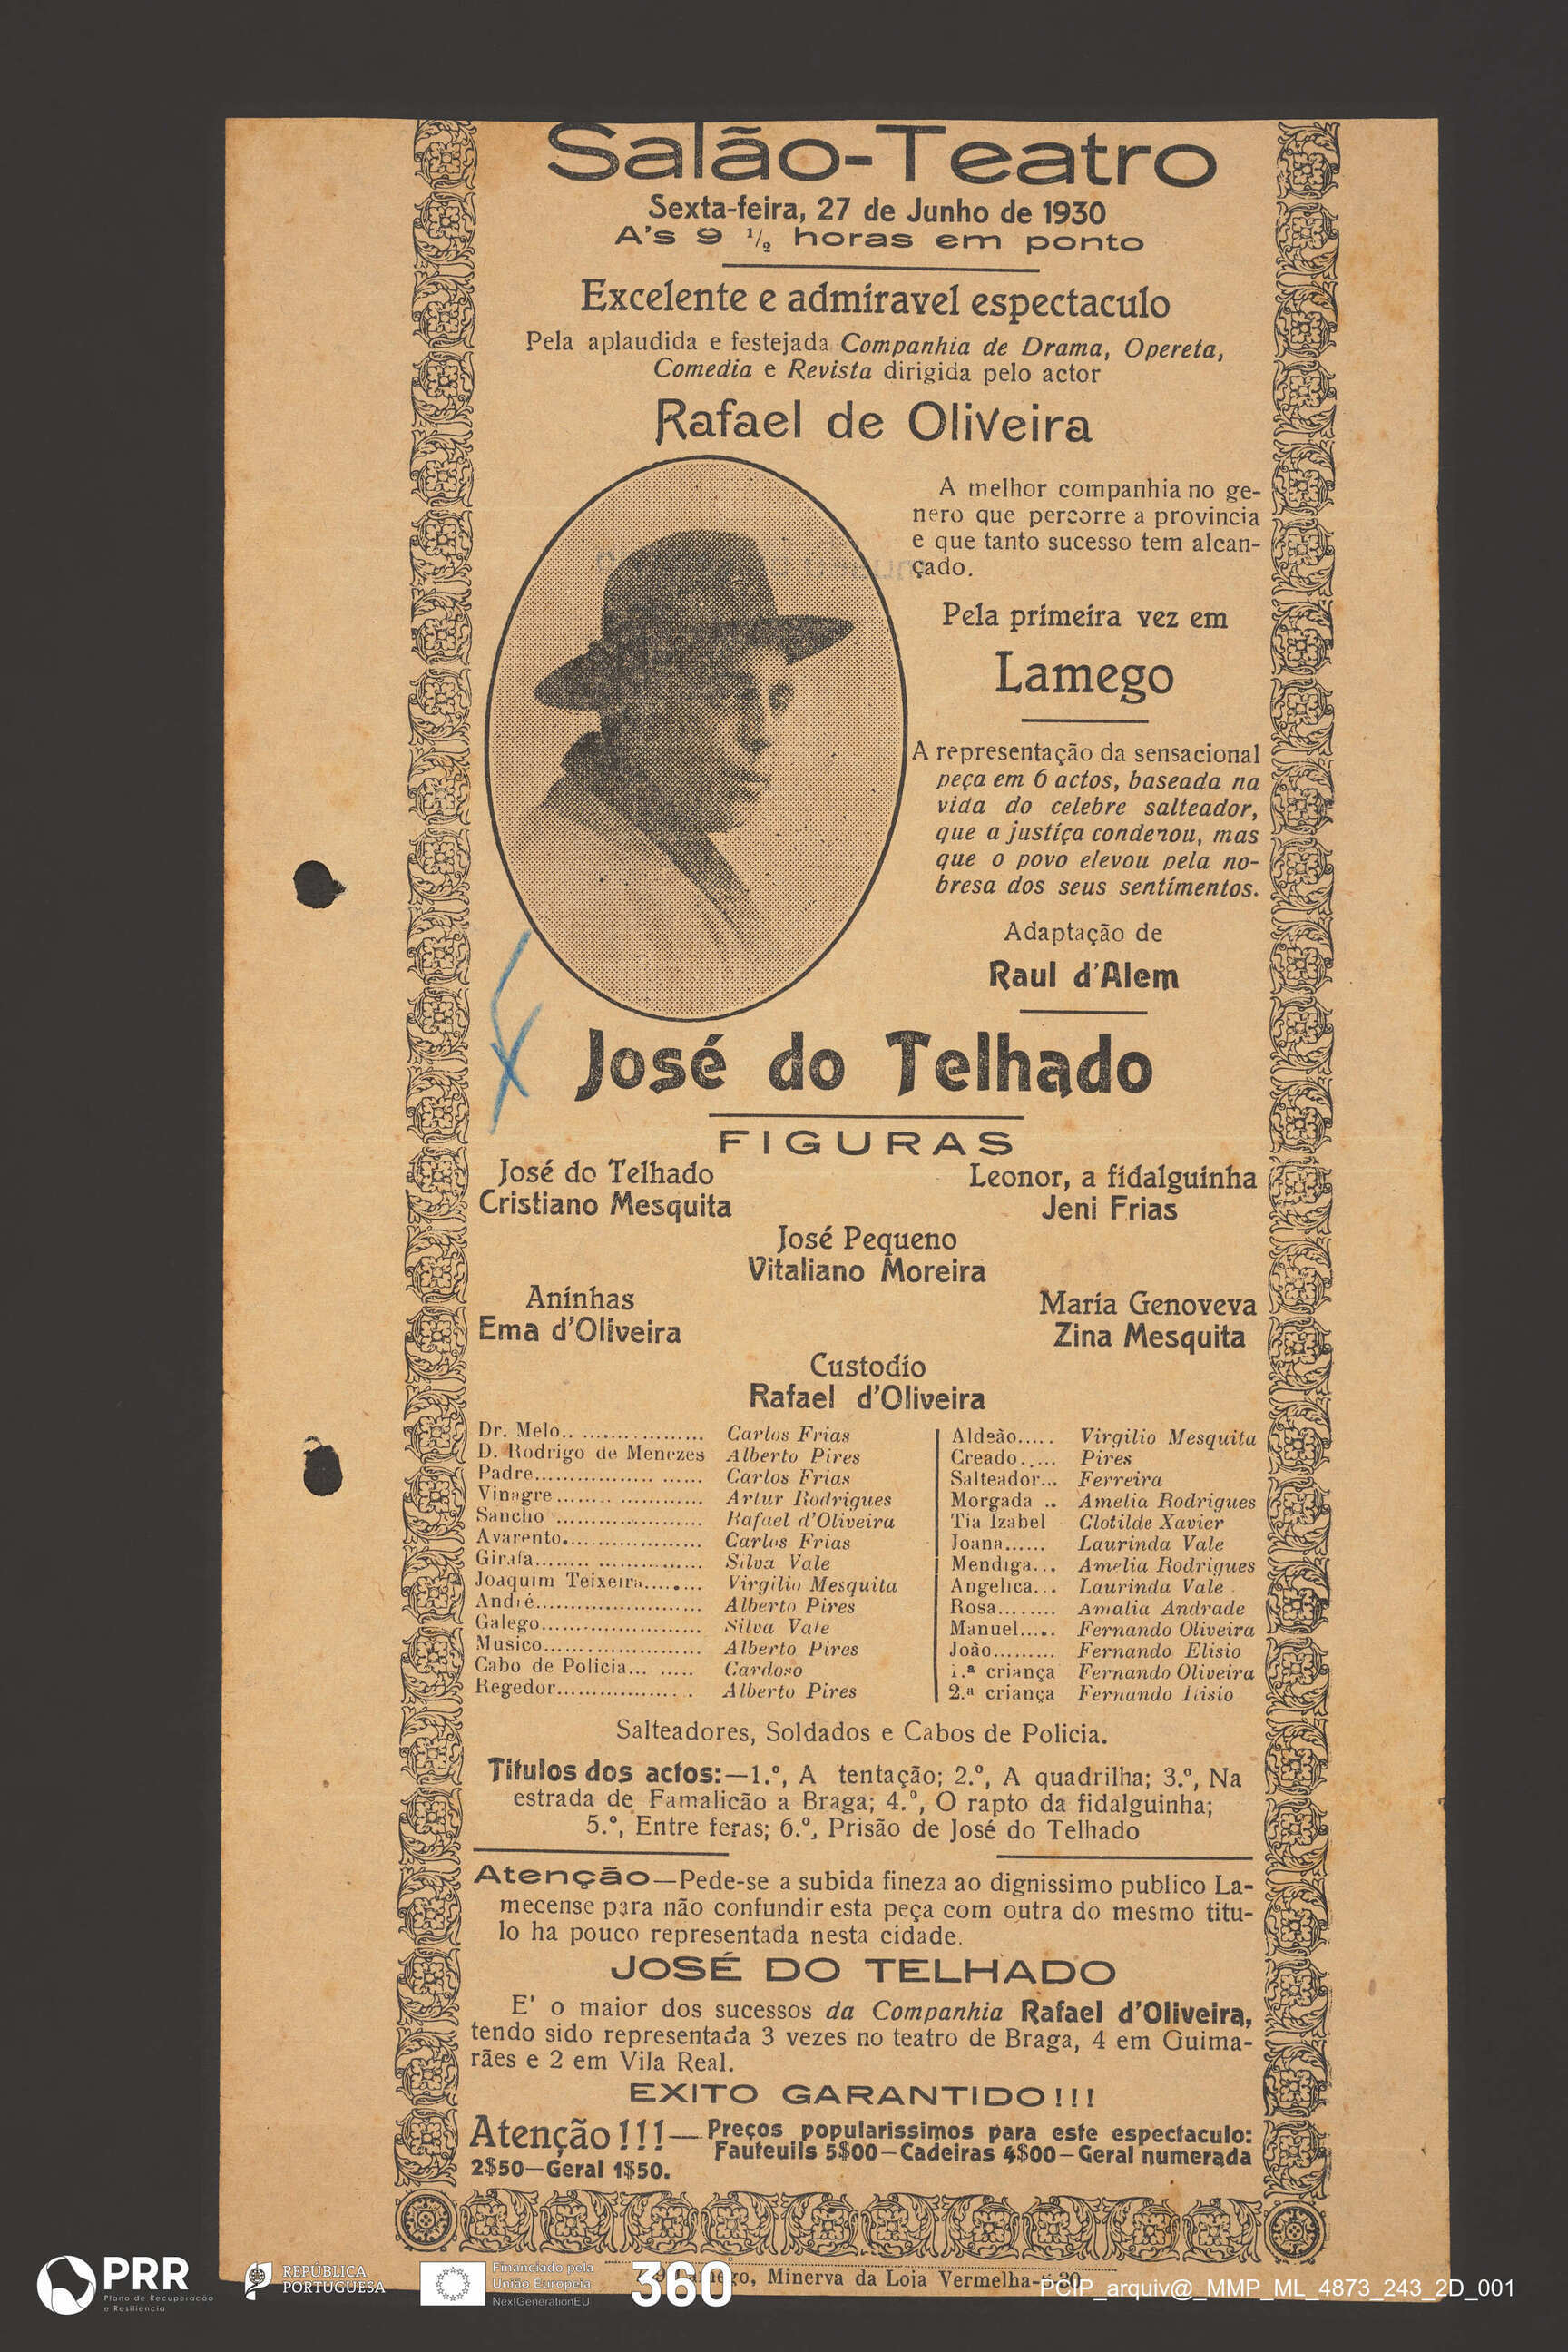 Salão-Teatro
Sexta-feira, 27 de Junho de 1930
A's 9 1/2 horas em ponto
Excelente e admiravel espectaculo
Pela aplaudida e festejada Companhia de Drama, Opereta,
Comedia e Revista dirigida pelo actor
Rafael de Oliveira
A melhor companhia no ge-
nero que percorre a provincia
e que tanto sucesso tem alcan-
çado.
Pela primeira vez em
Lamego
A representação da sensacional
peça em 6 actos, baseada na
vida do celebre salteador,
que a justiça condenou, mas
que o povo elevou pela no-
bresa dos seus sentimentos.
Adaptação de
Raul d'Alem
José do Telhado
FIGURAS
José do Telhado
Cristiano Mesquita
Leonor, a fidalguinha
Jeni Frias
José Pequeno
Vitaliano Moreira
Aninhas
Ema d'Oliveira
Maria Genoveva
Zina Mesquita
Custodio
Rafael d'Oliveira
Dr. Melo.. .................. Carlos Frias
D. Rodrigo de Menezes Alberto Pires
Padre................. ...... Carlos Frias
Vinagre ........ ............ Artur Rodrigues
Sancho ...................... Rafael d'Oliveira
Avarento..................... Carlos Frias
Girafa....... ............... Silva Vale
Joaquim Teixeira......... Virgilio Mesquita
André......................... Alberto Pires
Galego........................ Silva Vale
Musico........................ Alberto Pires
Cabo de Policia... ..... Cardoso
Regedor.................. . Alberto Pires
Aldeão..... Virgilio Mesquita
Creado..... Pires
Salteador... Ferreira
Morgada .. Amelia Rodrigues
Tia Izabel Clotilde Xavier
Joana...... Laurinda Vale
Mendiga... Amelia Rodrigues
Angelica... Laurinda Vale
Rosa........ Amalia Andrade
Manuel..... Fernando Oliveira
João......... Fernando Elisio
1.ª criança Fernando Oliveira
2.ª criança Fernando
Salteadores, Soldados e Cabos de Policia.
Titulos dos actos:—1.º, A tentação; 2.º, A quadrilha; 3.º, Na
estrada de Famalicão a Braga; 4.º, O rapto da fidalguinha;
5.º, Entre feras; 6.º, Prisão de José do Telhado
Atenção—Pede-se a subida fineza ao dignissimo publico La-
mecense para não confundir esta peça com outra do mesmo titu-
lo ha pouco representada nesta cidade.
JOSÉ DO TELHADO
E' o maior dos sucessos da Companhia Rafael d'Oliveira,
tendo sido representada 3 vezes no teatro de Braga, 4 em Guima-
rães e 2 em Vila Real.
EXITO GARANTIDO!!!
Atenção!!!—Preços popularissimos para este espectaculo:
Fauteuils 5$00—Cadeiras 4$00—Geral numerada
2$50—Geral 1$50.
Minerva da Loja Vermelha
PRR
Plano de Recuperação
e Resiliência
REPÚBLICA
PORTUGUESA
Financiado pela
União Europeia
NextGenerationEU
360°
PCIP_arquiv@_MMP_ML_4873_243_2D_001